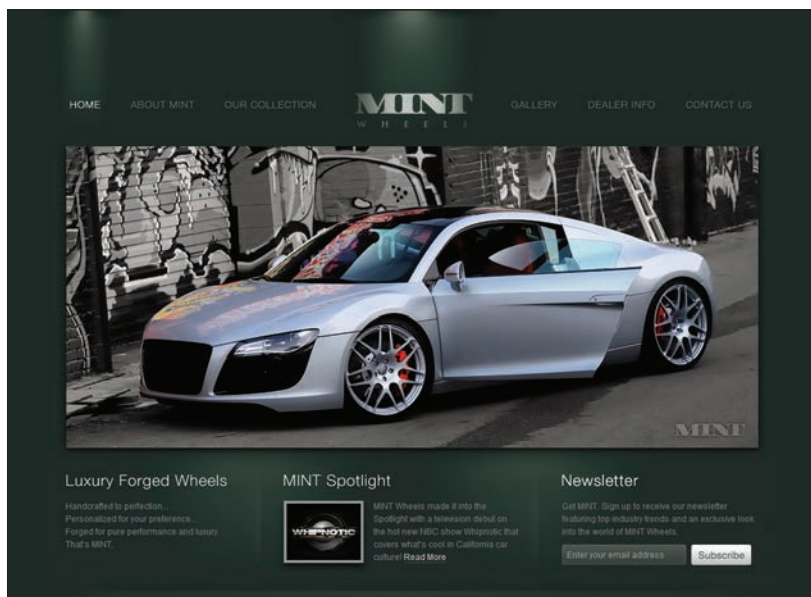 HOME
ABOUT MINT
OUR COLLECTION
MINT
WHEELS
GALLERY
DEALER INFO
CONTACT US
MINT
Luxury Forged Wheels
Handcrafted to perfection...
Personalized for your preference...
Forged for pure performance and luxury.
That's MINT.
MINT Spotlight
WHIPNOTIC
MINT Wheels made it into the
Spotlight with a television debut on
the hot new NBC show Whipnotic that
covers what's cool in California car
culture! Read More
Newsletter
Get MINT. Sign up to receive our newsletter
featuring top industry trends and an exclusive look
into the world of MINT Wheels.
Enter your email address
Subscribe